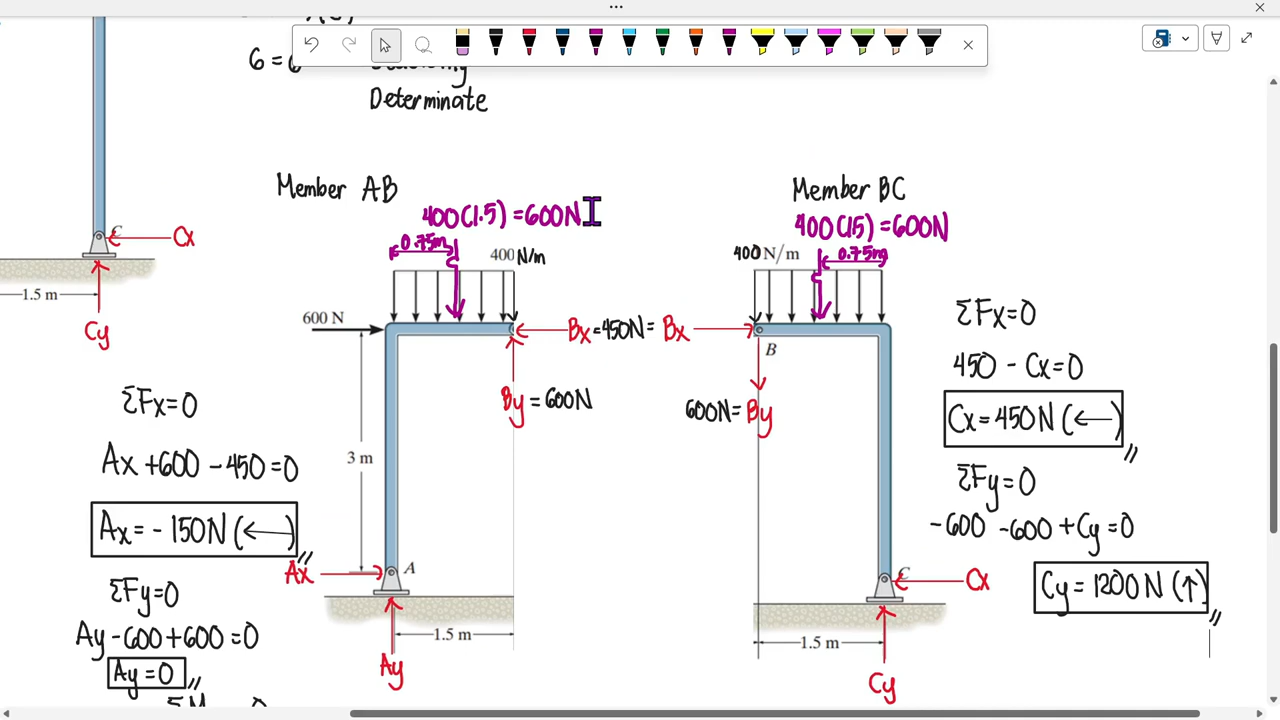 6 = 6
Determinate
Member AB
Member BC
400(1.5) = 600N
400(1.5) = 600N
0.75m
400 N/m
400 N/m
0.75m
C
Cx
1.5 m
Cy
600 N
Bx = 450N = Bx
B
By = 600N
600N = By
3 m
ΣFx=0
Ax +600 -450 = 0
Ax = - 150N (←)
ΣFy=0
Ay -600 +600 = 0
Ay = 0
Ax
A
1.5 m
Ay
ΣFx=0
450 - Cx = 0
Cx = 450N (←)
ΣFy=0
-600 -600 + Cy = 0
Cy = 1200 N (↑)
C
Cx
1.5 m
Cy